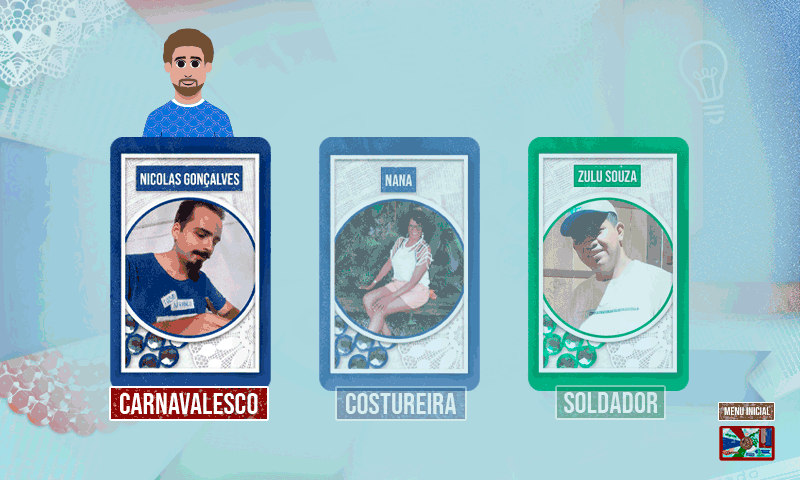 NICOLAS GONÇALVES
NANA
ZULU SOUZA
CARNAVALESCO
COSTUREIRA
SOLDADOR
MENU INICIAL